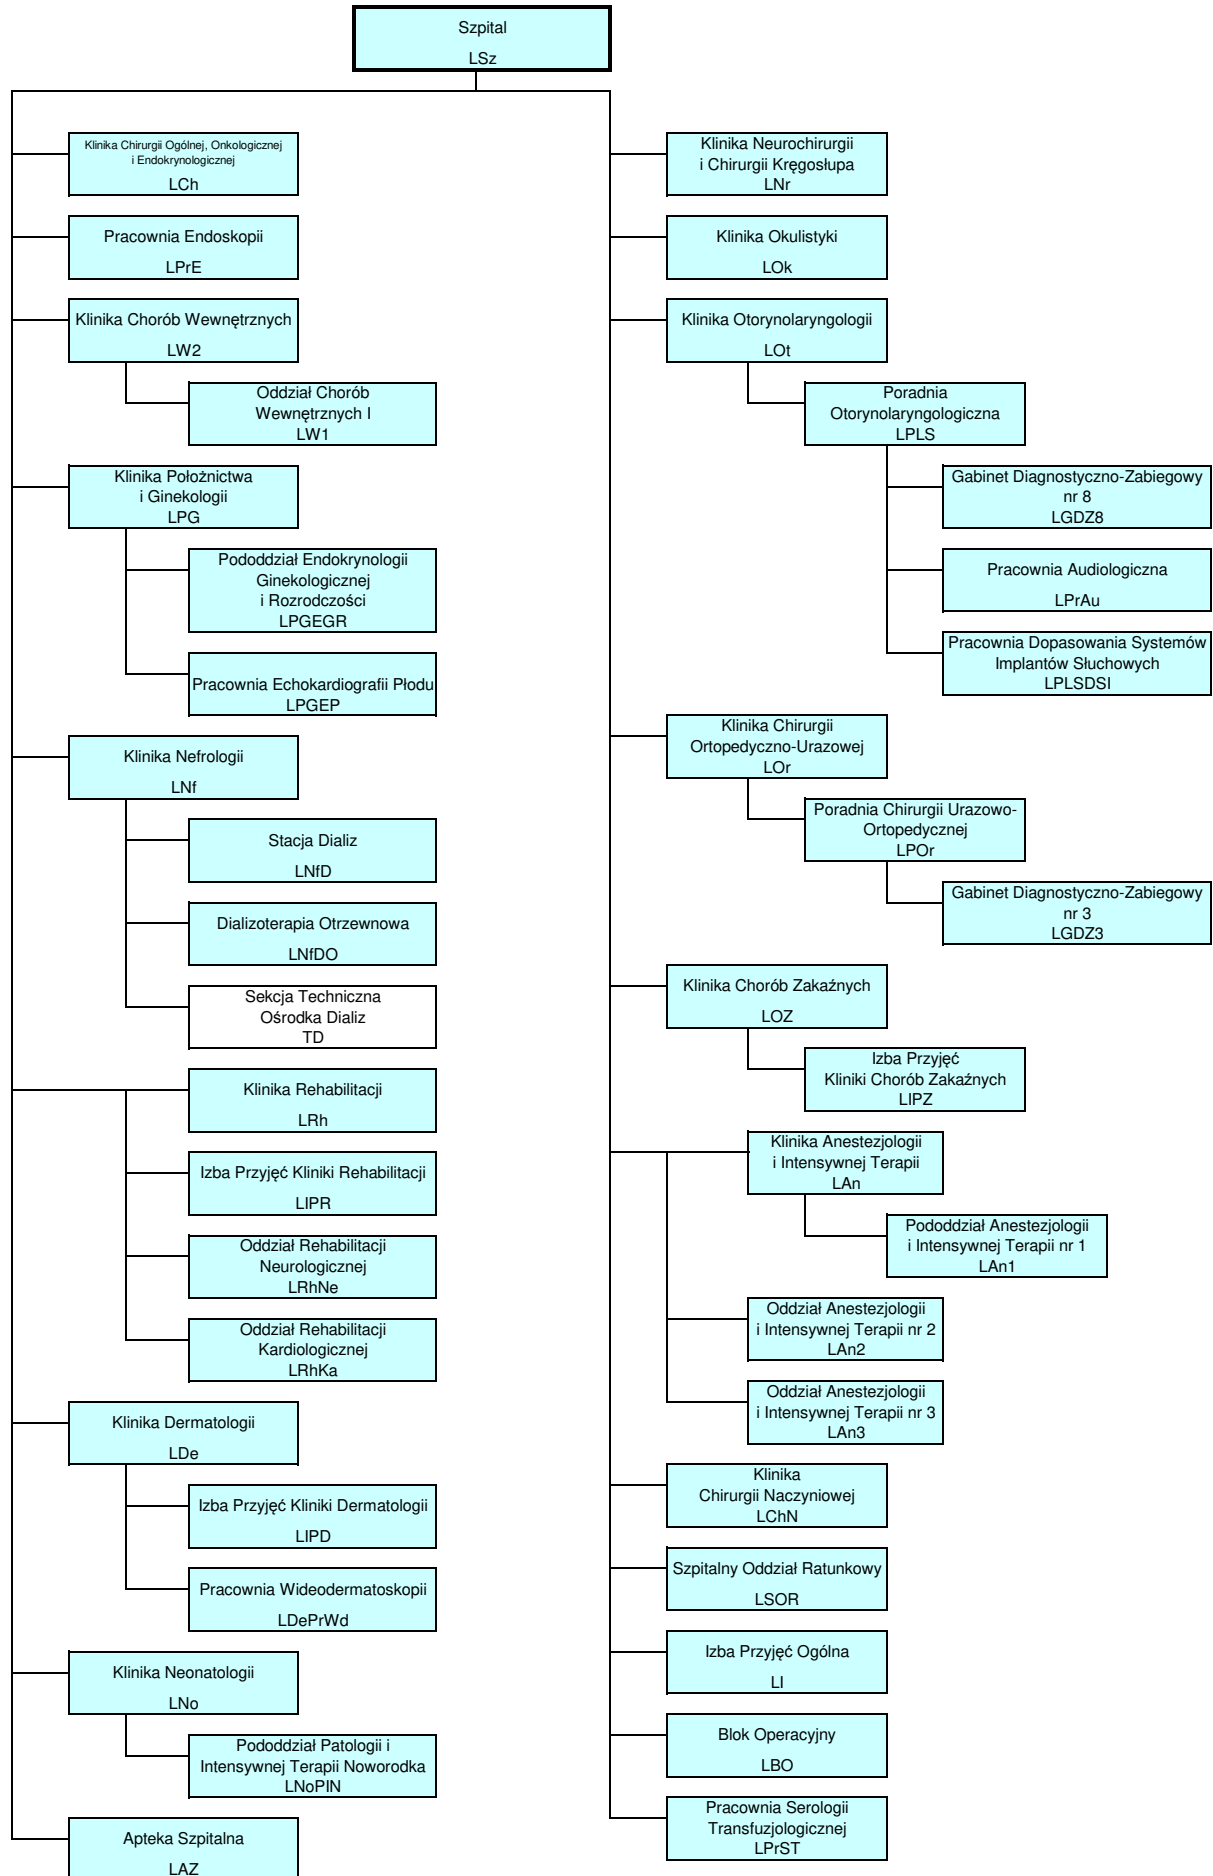 Szpital
LSz
Klinika Chirurgii Ogólnej, Onkologicznej
i Endokrynologicznej
LCh
Pracownia Endoskopii
LPrE
Klinika Chorób Wewnętrznych
LW2
Oddział Chorób
Wewnętrznych I
LW1
Klinika Położnictwa
i Ginekologii
LPG
Pododdział Endokrynologii
Ginekologicznej
i Rozrodczości
LPGEGR
Pracownia Echokardiografii Płodu
LPGEP
Klinika Nefrologii
LNf
Stacja Dializ
LNfD
Dializoterapia Otrzewnowa
LNfDO
Sekcja Techniczna
Ośrodka Dializ
TD
Klinika Rehabilitacji
LRh
Izba Przyjęć Kliniki Rehabilitacji
LIPR
Oddział Rehabilitacji
Neurologicznej
LRhNe
Oddział Rehabilitacji
Kardiologicznej
LRhKa
Klinika Dermatologii
LDe
Izba Przyjęć Kliniki Dermatologii
LIPD
Pracownia Wideodermatoskopii
LDePrWd
Klinika Neonatologii
LNo
Pododdział Patologii i
Intensywnej Terapii Noworodka
LNoPIN
Apteka Szpitalna
LAZ
Klinika Neurochirurgii
i Chirurgii Kręgosłupa
LNr
Klinika Okulistyki
LOk
Klinika Otorynolaryngologii
LOt
Poradnia
Otorynolaryngologiczna
LPLS
Gabinet Diagnostyczno-Zabiegowy
nr 8
LGDZ8
Pracownia Audiologiczna
LPrAu
Pracownia Dopasowania Systemów
Implantów Słuchowych
LPLSDSI
Klinika Chirurgii
Ortopedyczno-Urazowej
LOr
Poradnia Chirurgii Urazowo-
Ortopedycznej
LPOr
Gabinet Diagnostyczno-Zabiegowy
nr 3
LGDZ3
Klinika Chorób Zakaźnych
LOZ
Izba Przyjęć
Kliniki Chorób Zakaźnych
LIPZ
Klinika Anestezjologii
i Intensywnej Terapii
LAn
Pododdział Anestezjologii
i Intensywnej Terapii nr 1
LAn1
Oddział Anestezjologii
i Intensywnej Terapii nr 2
LAn2
Oddział Anestezjologii
i Intensywnej Terapii nr 3
LAn3
Klinika
Chirurgii Naczyniowej
LChN
Szpitalny Oddział Ratunkowy
LSOR
Izba Przyjęć Ogólna
LI
Blok Operacyjny
LBO
Pracownia Serologii
Transfuzjologicznej
LPrST